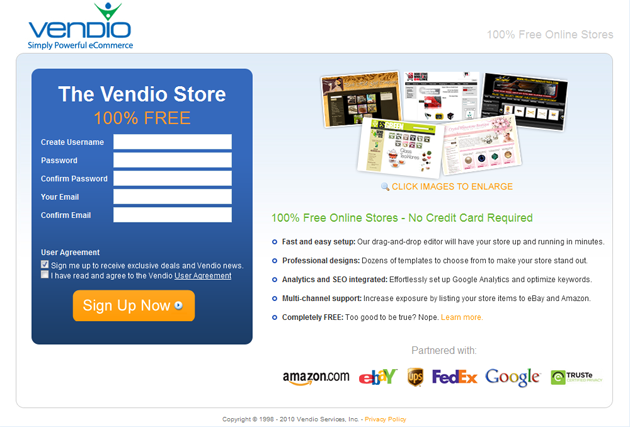 vendio
Simply Powerful eCommerce
100% Free Online Stores
The Vendio Store
100% FREE
Create Username
Password
Confirm Password
Your Email
Confirm Email
User Agreement
Sign me up to receive exclusive deals and Vendio news.
I have read and agree to the Vendio User Agreement
Sign Up Now
CLICK IMAGES TO ENLARGE
100% Free Online Stores - No Credit Card Required
Fast and easy setup: Our drag-and-drop editor will have your store up and running in minutes.
Professional designs: Dozens of templates to choose from to make your store stand out.
Analytics and SEO integrated: Effortlessly set up Google Analytics and optimize keywords.
Multi-channel support: Increase exposure by listing your store items to eBay and Amazon.
Completely FREE: Too good to be true? Nope. Learn more.
Partnered with:
amazon.com ebay ups FedEx Google TRUSTe
Copyright © 1998 - 2010 Vendio Services, Inc. - Privacy Policy